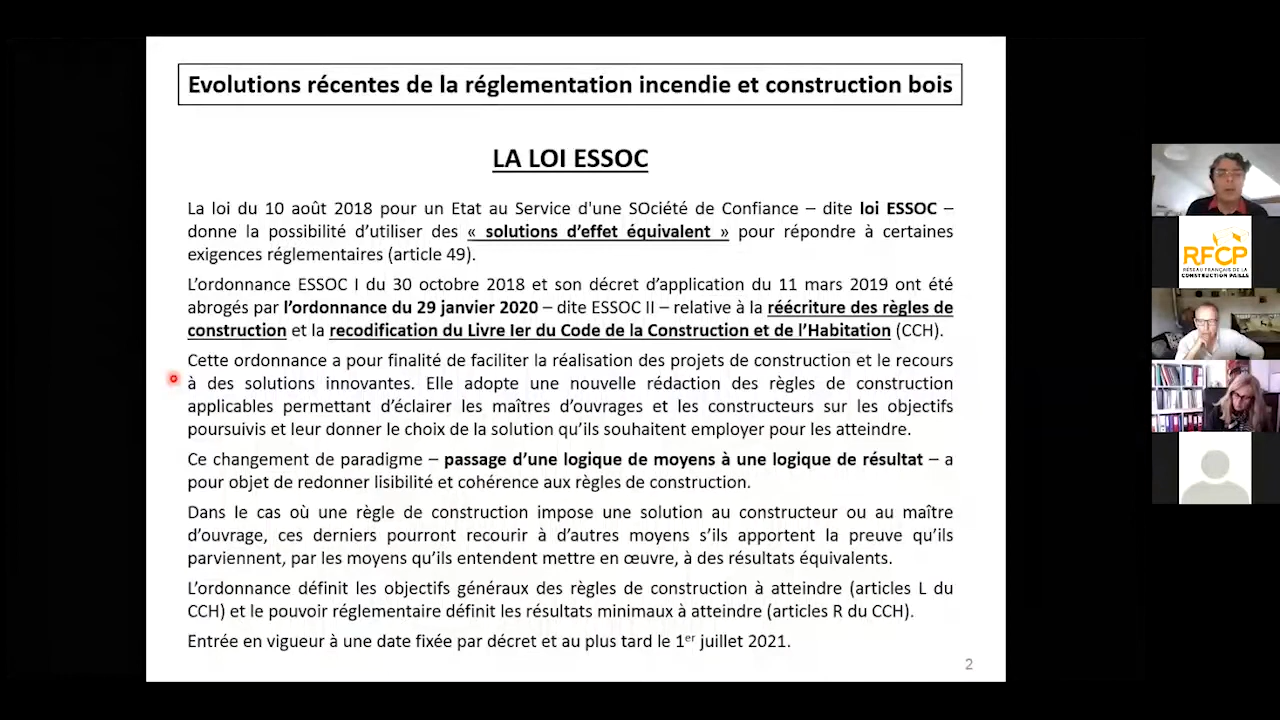 Evolutions récentes de la réglementation incendie et construction bois
LA LOI ESSOC
La loi du 10 août 2018 pour un Etat au Service d'une SOciété de Confiance – dite loi ESSOC –
donne la possibilité d'utiliser des « solutions d'effet équivalent » pour répondre à certaines
exigences réglementaires (article 49).
L'ordonnance ESSOC I du 30 octobre 2018 et son décret d'application du 11 mars 2019 ont été
abrogés par l'ordonnance du 29 janvier 2020 – dite ESSOC II – relative à la réécriture des règles de
construction et la recodification du Livre Ier du Code de la Construction et de l'Habitation (CCH).
Cette ordonnance a pour finalité de faciliter la réalisation des projets de construction et le recours
à des solutions innovantes. Elle adopte une nouvelle rédaction des règles de construction
applicables permettant d'éclairer les maîtres d'ouvrages et les constructeurs sur les objectifs
poursuivis et leur donner le choix de la solution qu'ils souhaitent employer pour les atteindre.
Ce changement de paradigme – passage d'une logique de moyens à une logique de résultat – a
pour objet de redonner lisibilité et cohérence aux règles de construction.
Dans le cas où une règle de construction impose une solution au constructeur ou au maître
d'ouvrage, ces derniers pourront recourir à d'autres moyens s'ils apportent la preuve qu'ils
parviennent, par les moyens qu'ils entendent mettre en œuvre, à des résultats équivalents.
L'ordonnance définit les objectifs généraux des règles de construction à atteindre (articles L du
CCH) et le pouvoir réglementaire définit les résultats minimaux à atteindre (articles R du CCH).
Entrée en vigueur à une date fixée par décret et au plus tard le 1er juillet 2021.
2
RFCP
RÉSEAU FRANÇAIS DE LA
CONSTRUCTION PAILLE